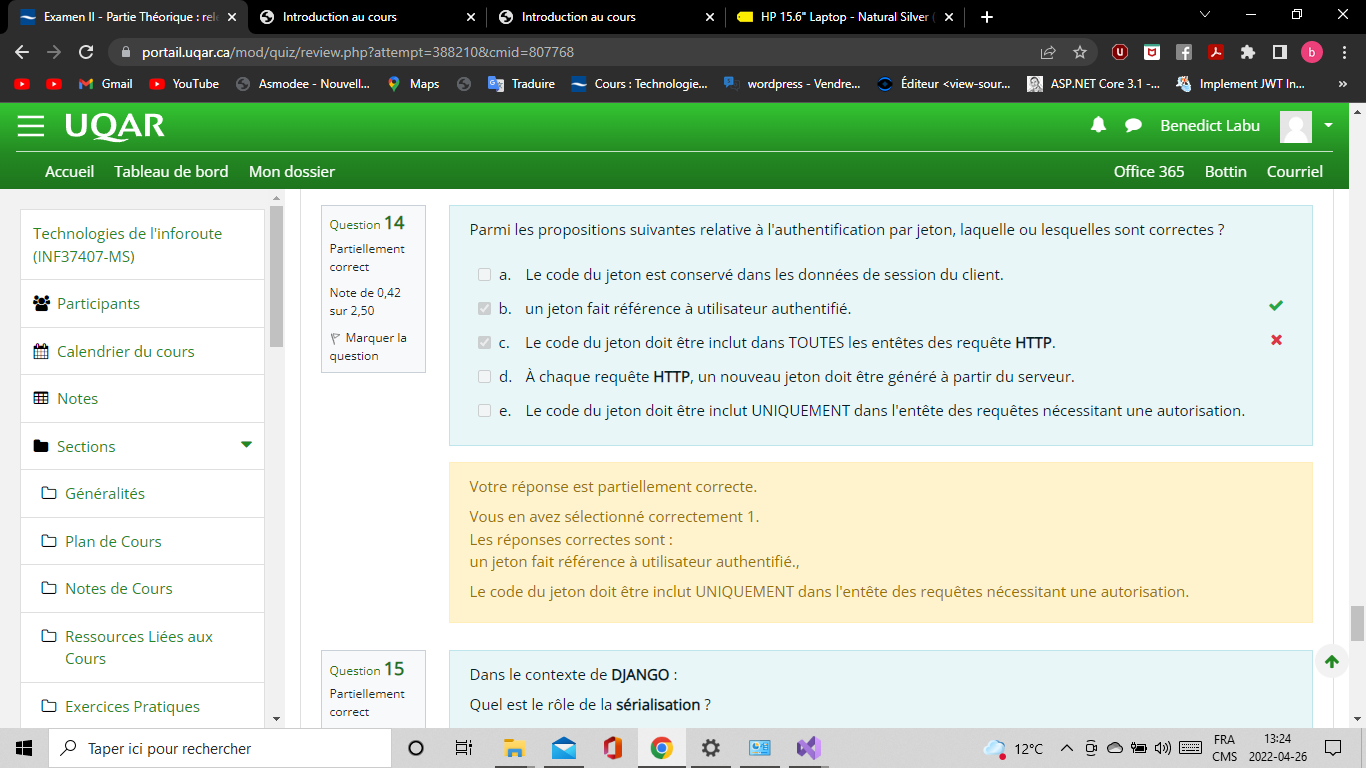 Examen II - Partie Théorique : rel
Introduction au cours
Introduction au cours
HP 15.6" Laptop - Natural Silver
portail.uqar.ca/mod/quiz/review.php?attempt=388210&cmid=807768
b
Gmail
YouTube
Asmodee - Nouvell...
Maps
Traduire
Cours : Technologie...
wordpress - Vendre...
Éditeur <view-sour...
ASP.NET Core 3.1 -...
Implement JWT In...
»
UQAR
Benedict Labu
Accueil
Tableau de bord
Mon dossier
Office 365
Bottin
Courriel
Technologies de l'inforoute
(INF37407-MS)
Participants
Calendrier du cours
Notes
Sections
Généralités
Plan de Cours
Notes de Cours
Ressources Liées aux
Cours
Exercices Pratiques
Question 14
Partiellement
correct
Note de 0,42
sur 2,50
Marquer la
question
Parmi les propositions suivantes relative à l'authentification par jeton, laquelle ou lesquelles sont correctes ?
a. Le code du jeton est conservé dans les données de session du client.
b. un jeton fait référence à utilisateur authentifié.
c. Le code du jeton doit être inclut dans TOUTES les entêtes des requête HTTP.
d. À chaque requête HTTP, un nouveau jeton doit être généré à partir du serveur.
e. Le code du jeton doit être inclut UNIQUEMENT dans l'entête des requêtes nécessitant une autorisation.
Votre réponse est partiellement correcte.
Vous en avez sélectionné correctement 1.
Les réponses correctes sont :
un jeton fait référence à utilisateur authentifié.,
Le code du jeton doit être inclut UNIQUEMENT dans l'entête des requêtes nécessitant une autorisation.
Question 15
Partiellement
correct
Dans le contexte de DJANGO :
Quel est le rôle de la sérialisation ?
Taper ici pour rechercher
12°C
FRA
CMS
13:24
2022-04-26